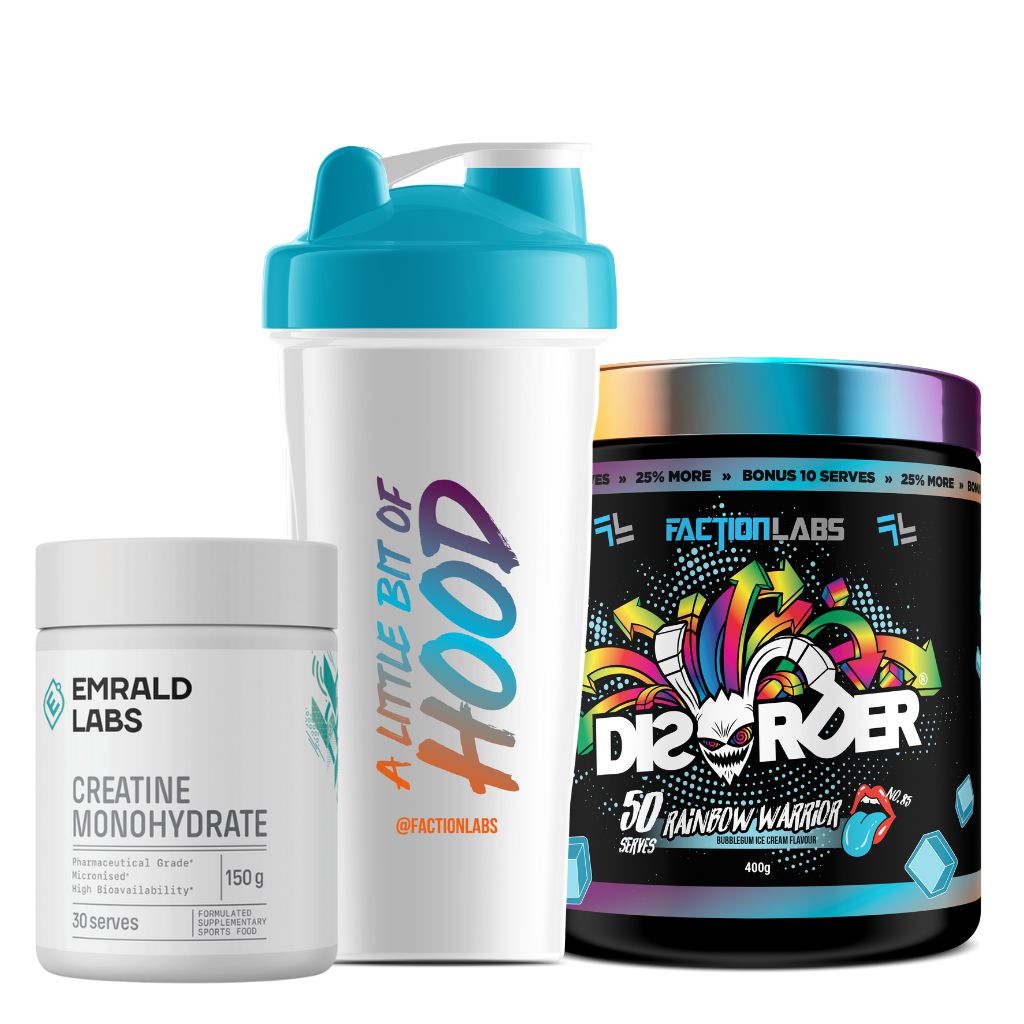 A LITTLE BIT OF
HOOD
@FACTIONLABS
EMRALD
LABS
CREATINE
MONOHYDRATE
Pharmaceutical Grade*
Micronised*
High Bioavailability*
150 g
30 serves
FORMULATED
SUPPLEMENTARY
SPORTS FOOD
25% MORE » BONUS 10 SERVES » 25% MORE »
FACTIONLABS
DISORDER®
50
SERVES
RAINBOW WARRIOR
NO.85
BUBBLEGUM ICE CREAM FLAVOUR
400g